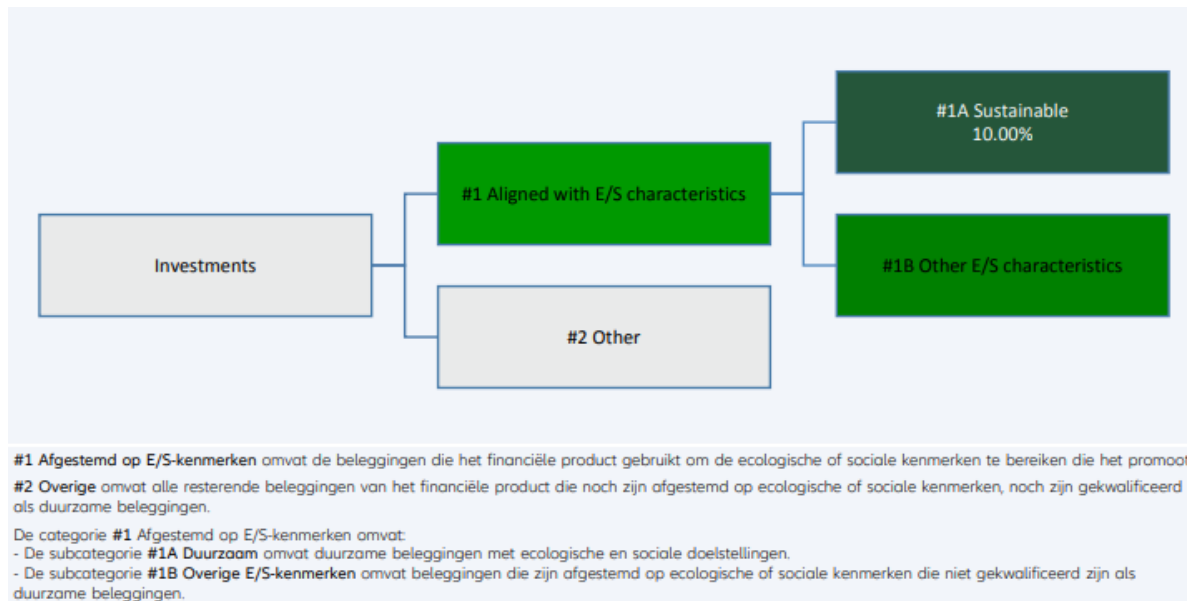 #1A Sustainable
10.00%
#1 Aligned with E/S characteristics
Investments
#1B Other E/S characteristics
#2 Other
#1 Afgestemd op E/S-kenmerken omvat de beleggingen die het financiële product gebruikt om de ecologische of sociale kenmerken te bereiken die het promoot
#2 Overige omvat alle resterende beleggingen van het financiële product die noch zijn afgestemd op ecologische of sociale kenmerken, noch zijn gekwalificeerd
als duurzame beleggingen.
De categorie #1 Afgestemd op E/S-kenmerken omvat:
- De subcategorie #1A Duurzaam omvat duurzame beleggingen met ecologische en sociale doelstellingen.
- De subcategorie #1B Overige E/S-kenmerken omvat beleggingen die zijn afgestemd op ecologische of sociale kenmerken die niet gekwalificeerd zijn als
duurzame beleggingen.